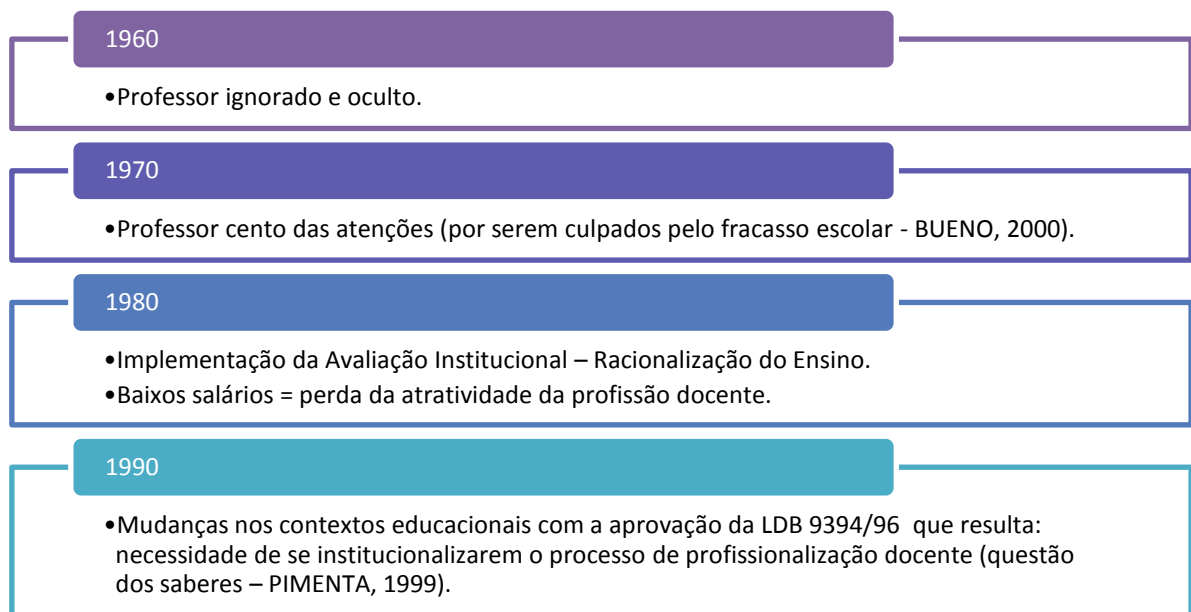 1960
•Professor ignorado e oculto.
1970
•Professor cento das atenções (por serem culpados pelo fracasso escolar - BUENO, 2000).
1980
•Implementação da Avaliação Institucional – Racionalização do Ensino.
•Baixos salários = perda da atratividade da profissão docente.
1990
•Mudanças nos contextos educacionais com a aprovação da LDB 9394/96 que resulta:
necessidade de se institucionalizarem o processo de profissionalização docente (questão
dos saberes – PIMENTA, 1999).